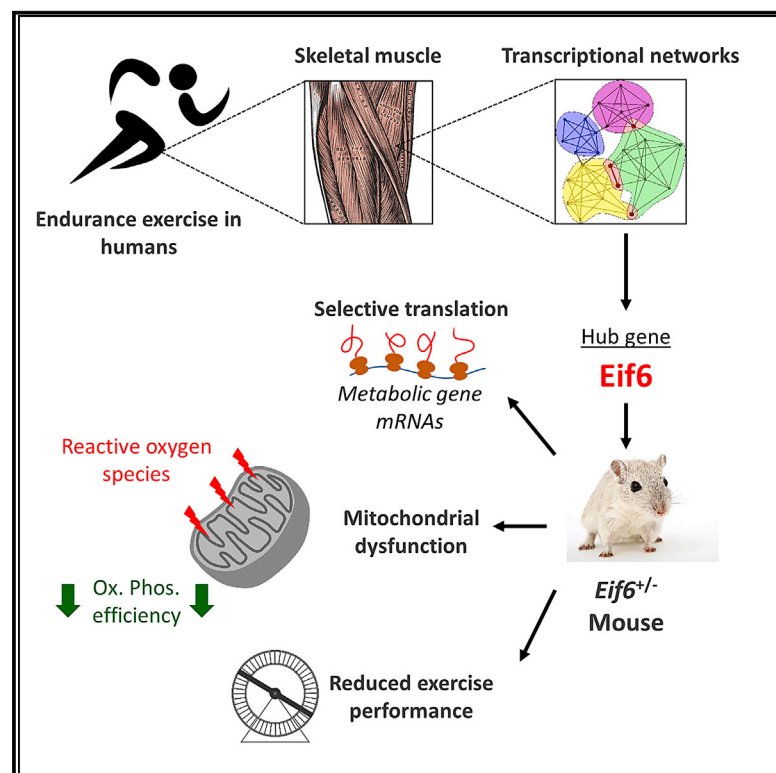 Skeletal muscle
Transcriptional networks
Endurance exercise in
humans
Selective translation
Metabolic gene
mRNAs
Hub gene
Eif6
Reactive oxygen
species
Mitochondrial
dysfunction
Ox. Phos.
efficiency
Eif6+/-
Mouse
Reduced exercise
performance